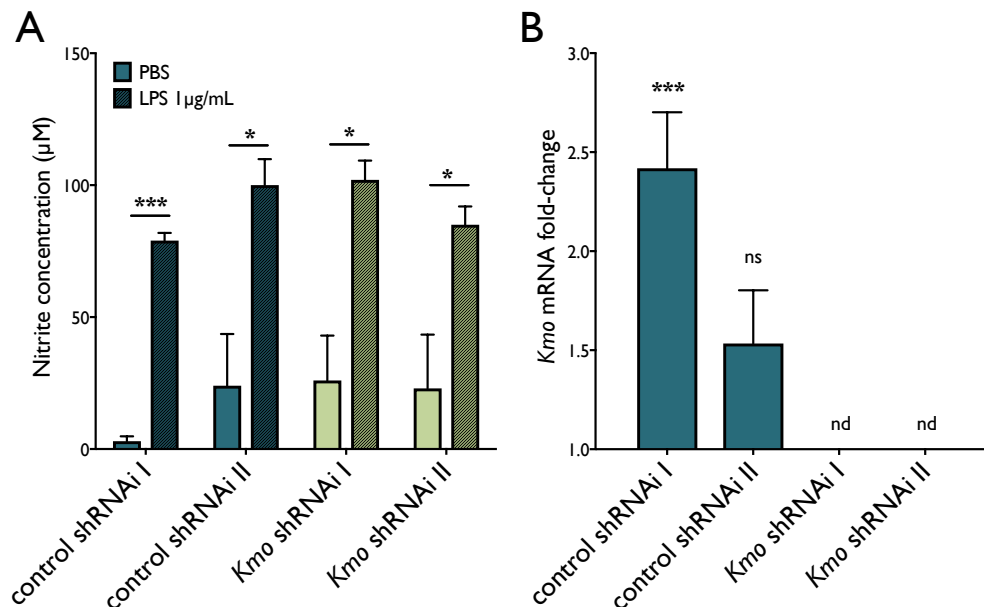 A
150
100
50
0
Nitrite concentration (µM)
PBS
LPS 1µg/mL
***
*
*
*
control shRNAi I
control shRNAi II
Kmo shRNAi I
Kmo shRNAi II
B
3.0
2.5
2.0
1.5
1.0
Kmo mRNA fold-change
***
ns
nd
nd
control shRNAi I
control shRNAi II
Kmo shRNAi I
Kmo shRNAi II